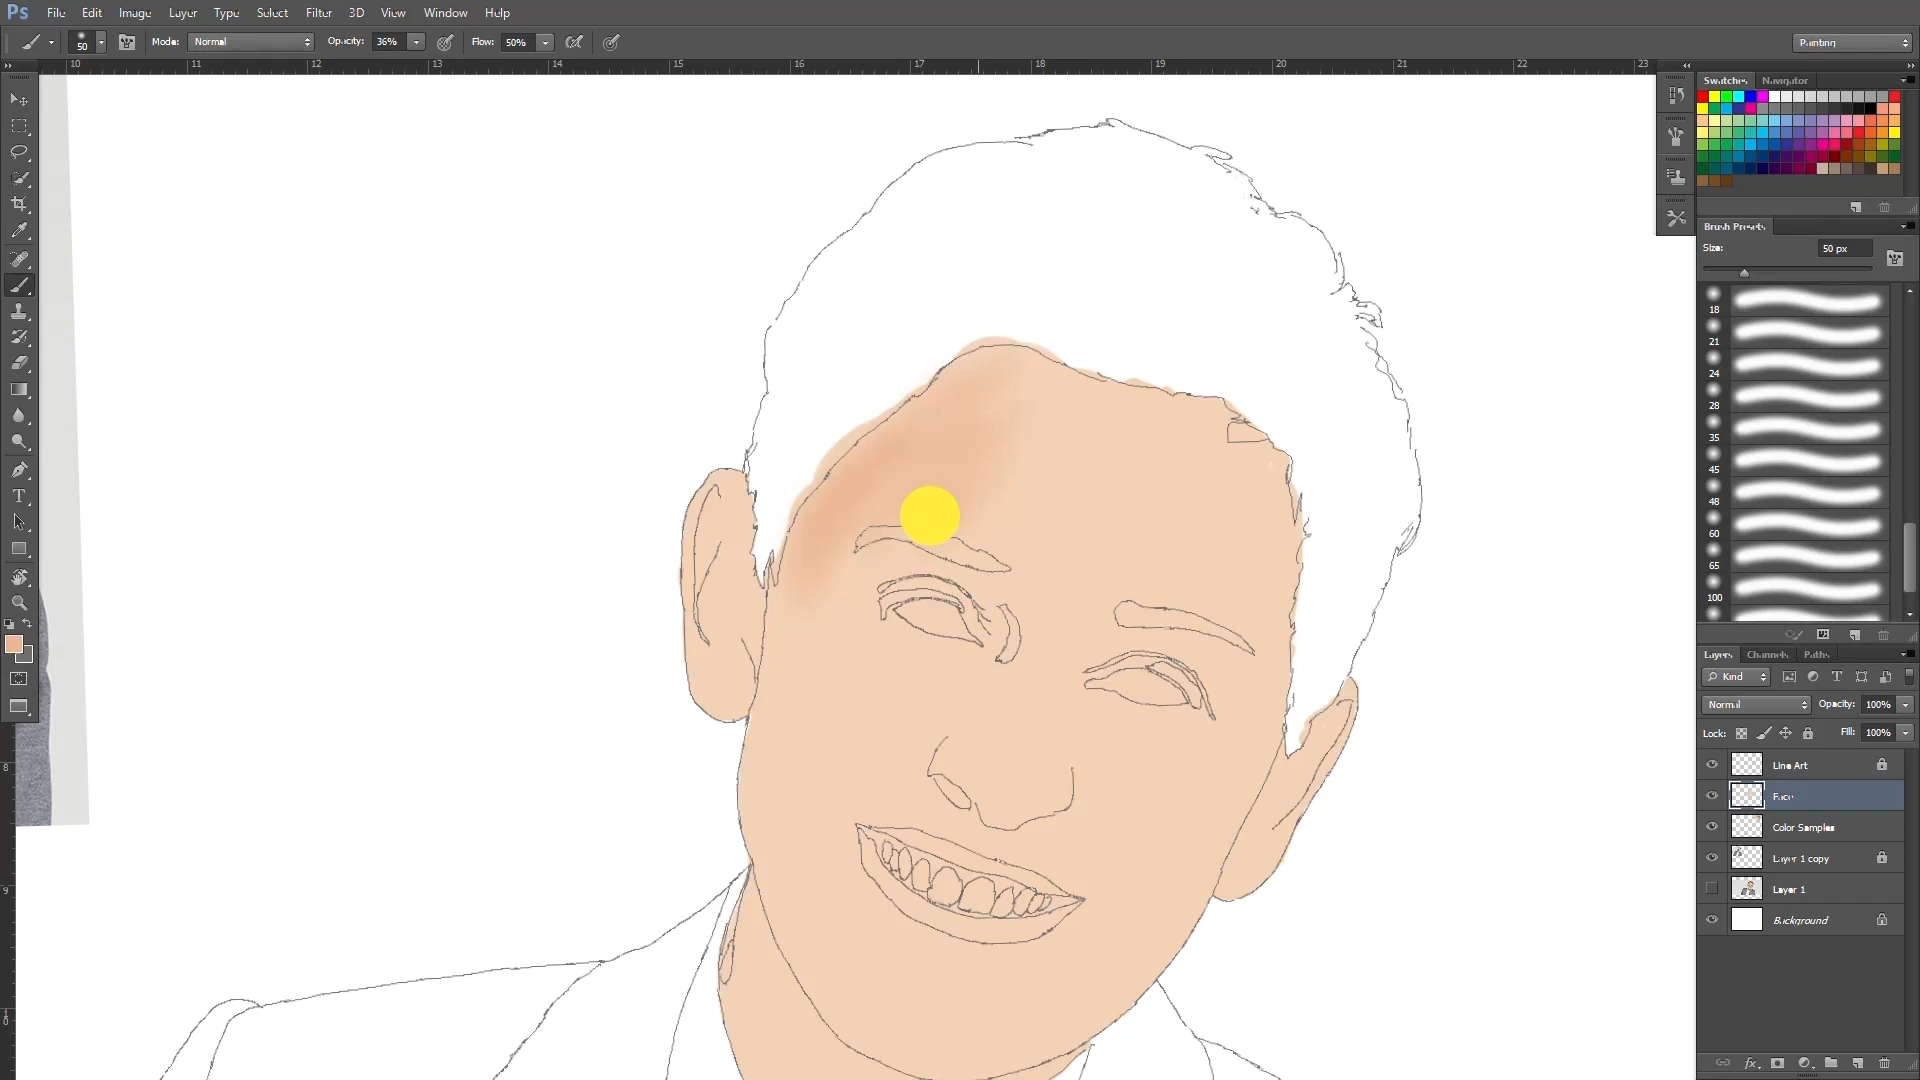 Ps File Edit Image Layer Type Select Filter 3D View Window Help
50 Mode: Normal Opacity: 36% Flow: 50% Painting
10 11 12 13 14 15 16 17 18 19 20 21 22 23
Swatches Navigator
Brush Presets
Size: 50 px
18
21
24
28
35
45
48
60
65
100
Layers Channels Paths
Kind
Normal Opacity: 100%
Lock: Fill: 100%
Line Art
Face
Color Samples
Layer 1 copy
Layer 1
Background
8
9
10